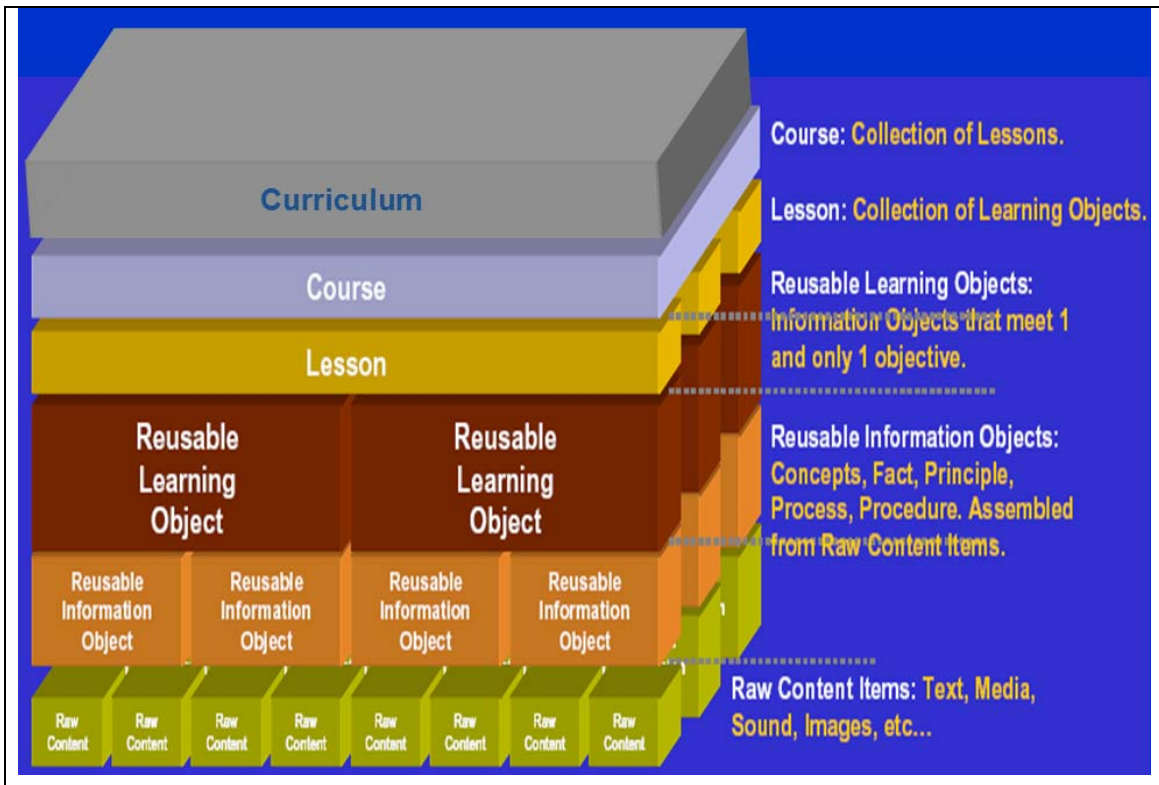 Curriculum
Course
Lesson
Reusable
Learning
Object
Reusable
Learning
Object
Reusable
Information
Object
Reusable
Information
Object
Reusable
Information
Object
Reusable
Information
Object
Raw
Content
Raw
Content
Raw
Content
Raw
Content
Raw
Content
Raw
Content
Raw
Content
Raw
Content
Course: Collection of Lessons.
Lesson: Collection of Learning Objects.
Reusable Learning Objects:
Information Objects that meet 1
and only 1 objective.
Reusable Information Objects:
Concepts, Fact, Principle,
Process, Procedure. Assembled
from Raw Content Items.
Raw Content Items: Text, Media,
Sound, Images, etc...